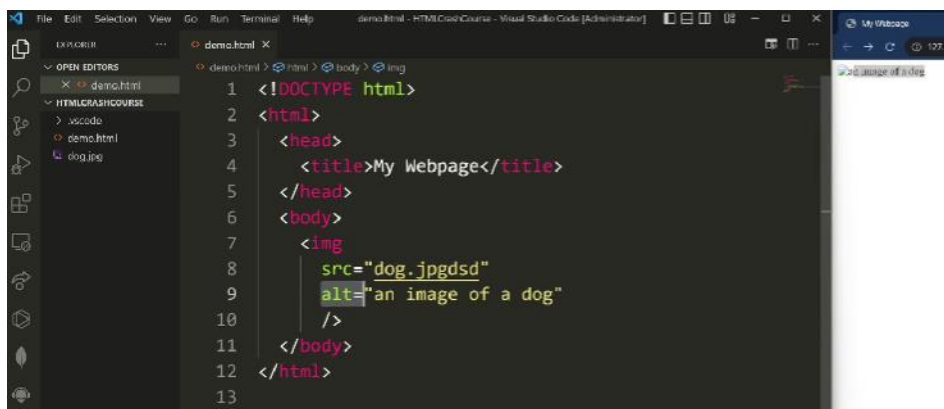 File Edit Selection View Go Run Terminal Help demo.html - HTMLCrashCourse - Visual Studio Code [Administrator]
My Webpage
EXPLORER ...
demo.html ×
127.
OPEN EDITORS
demo.html > html > body > img
an image of a dog
× demo.html
HTMLCRASHCOURSE
> .vscode
demo.html
dog.jpg
1 <!DOCTYPE html>
2 <html>
3 <head>
4 <title>My Webpage</title>
5 </head>
6 <body>
7 <img
8 src="dog.jpgdsd"
9 alt="an image of a dog"
10 />
11 </body>
12 </html>
13